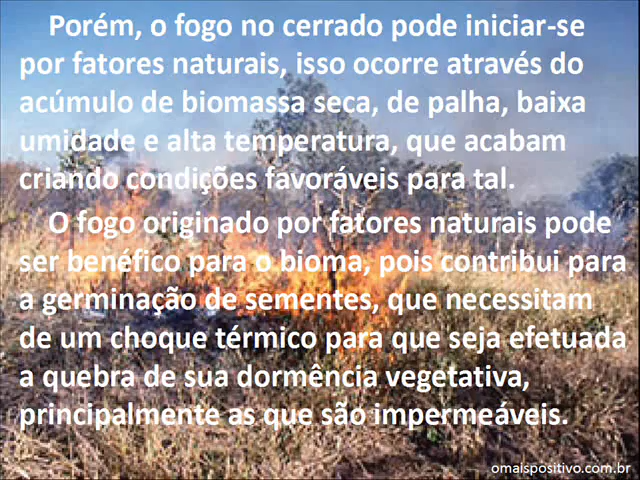 Porém, o fogo no cerrado pode iniciar-se
por fatores naturais, isso ocorre através do
acúmulo de biomassa seca, de palha, baixa
umidade e alta temperatura, que acabam
criando condições favoráveis para tal.
O fogo originado por fatores naturais pode
ser benéfico para o bioma, pois contribui para
a germinação de sementes, que necessitam
de um choque térmico para que seja efetuada
a quebra de sua dormência vegetativa,
principalmente as que são impermeáveis.
omaispositivo.com.br